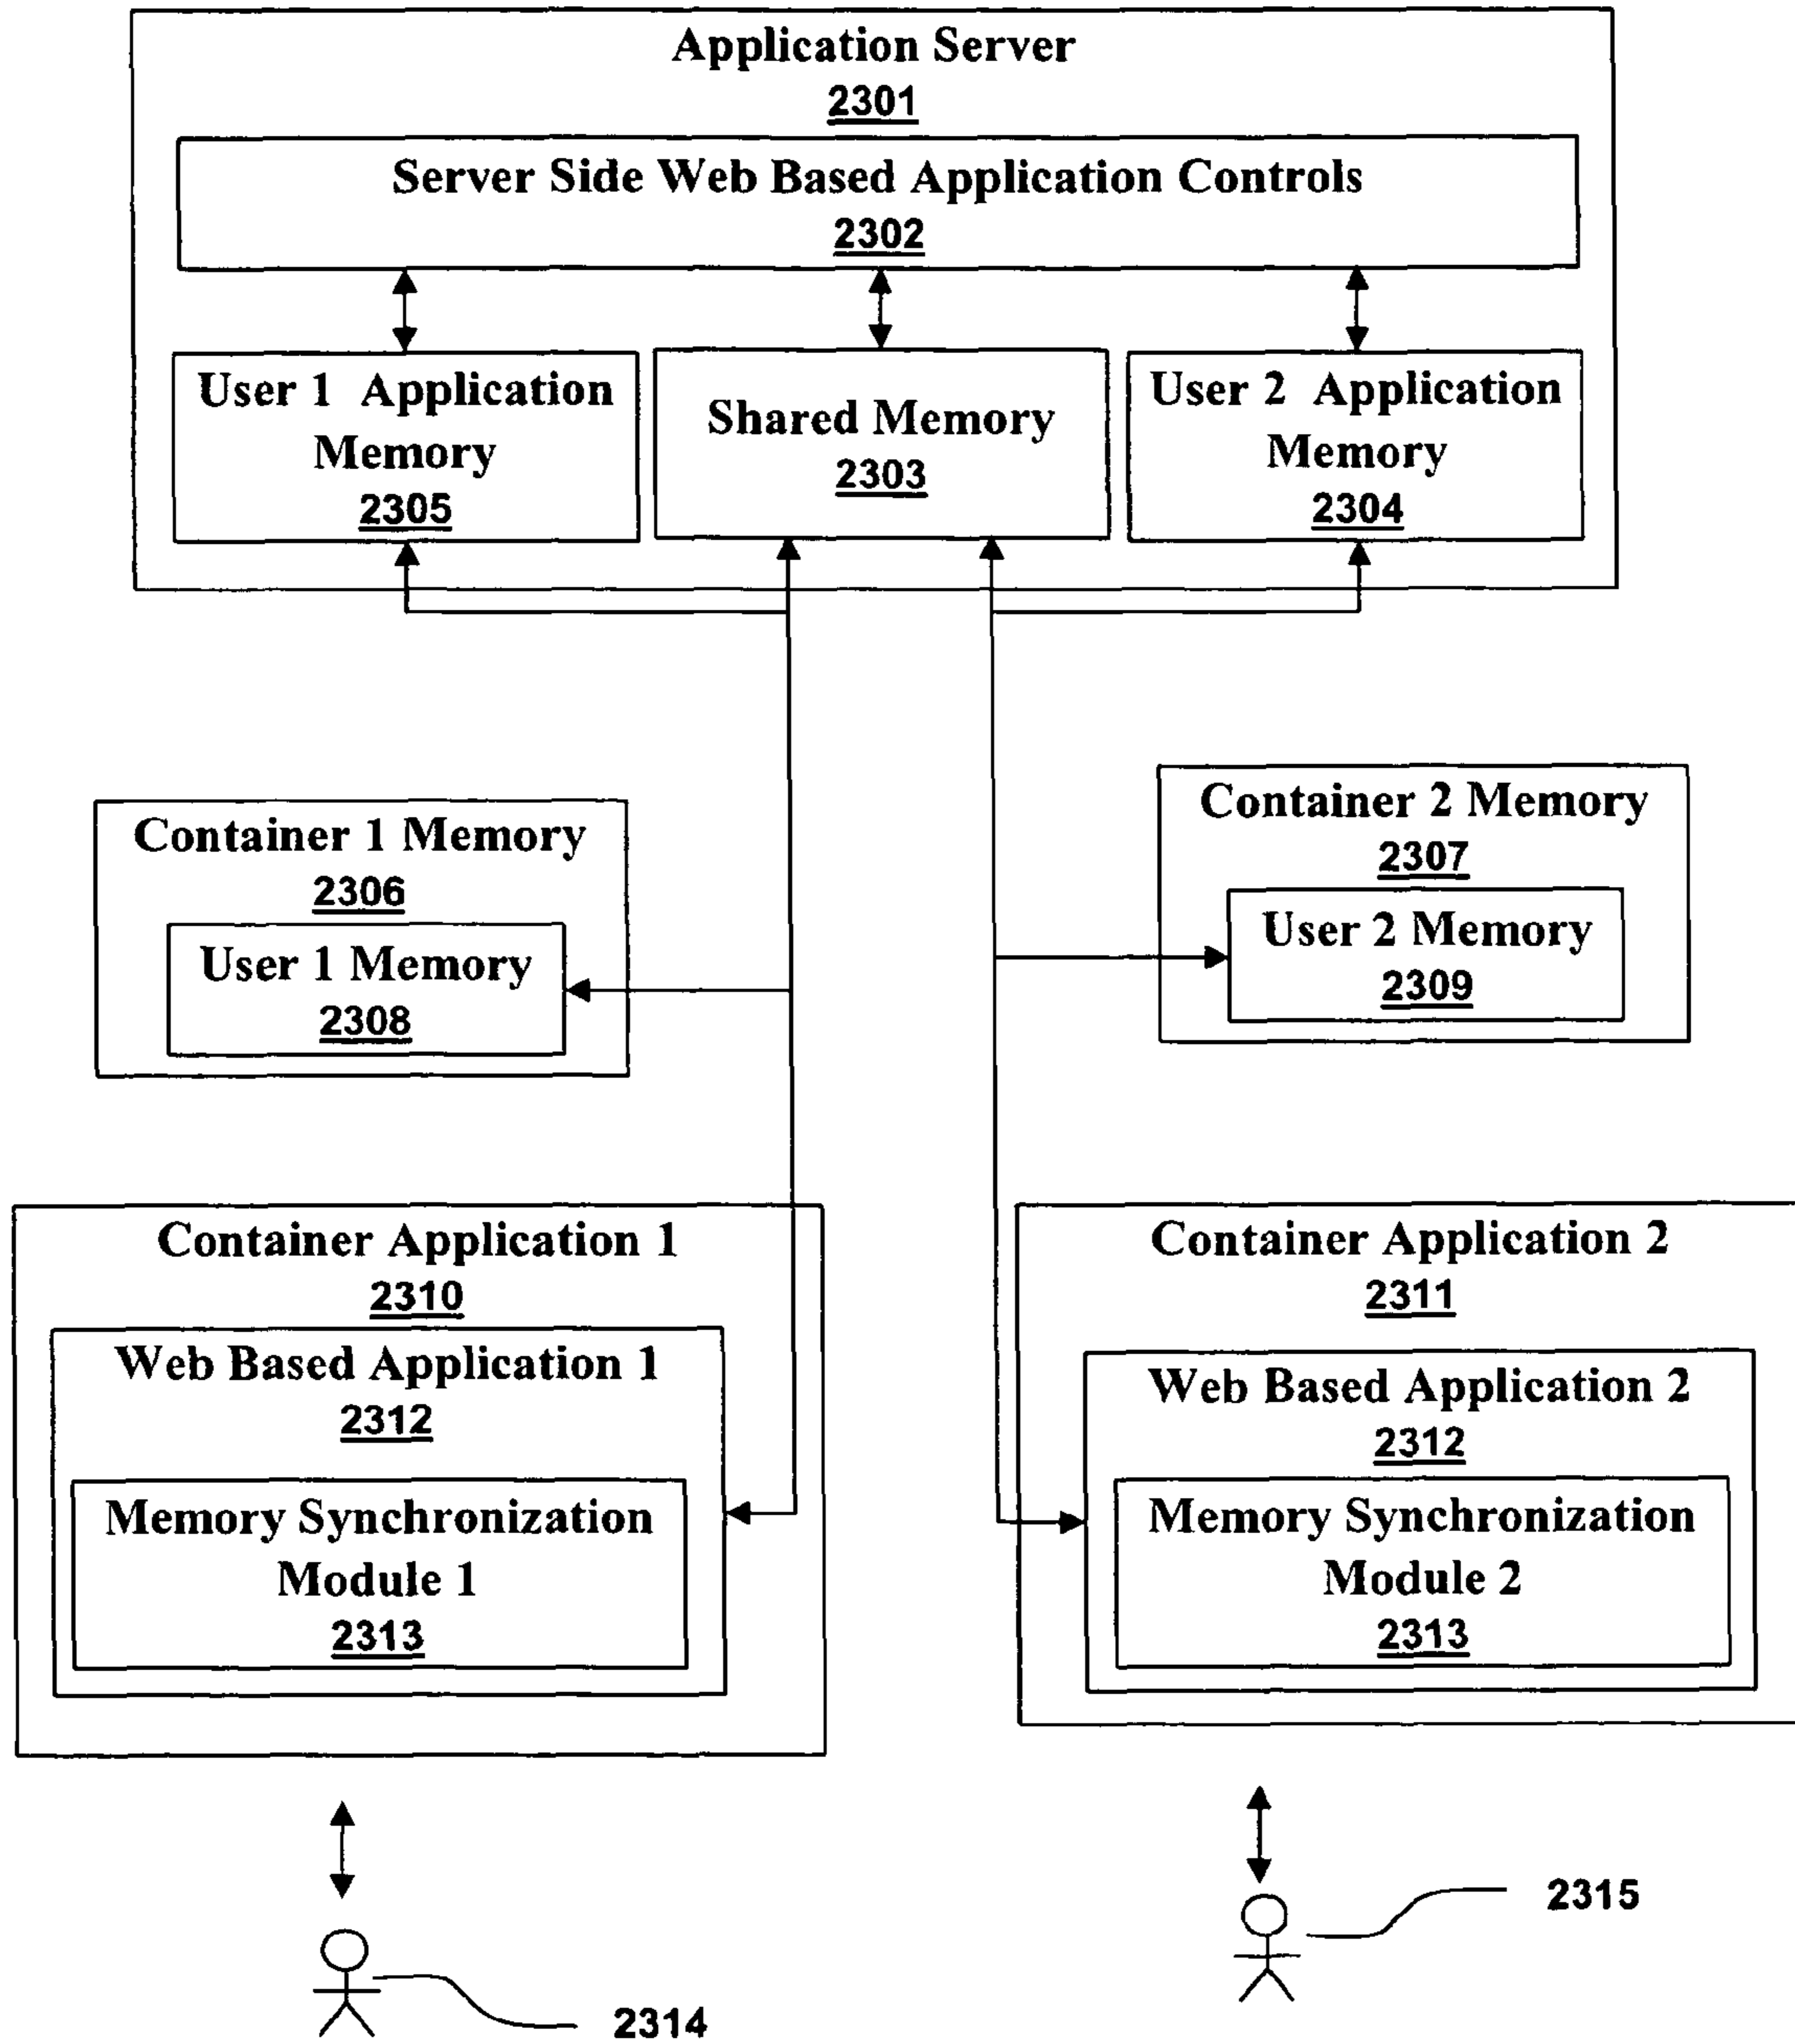 Application Server
2301
Server Side Web Based Application Controls
2302
User 1 Application
Memory
2305
Shared Memory
2303
User 2 Application
Memory
2304
Container 1 Memory
2306
User 1 Memory
2308
Container 2 Memory
2307
User 2 Memory
2309
Container Application 1
2310
Web Based Application 1
2312
Memory Synchronization
Module 1
2313
Container Application 2
2311
Web Based Application 2
2312
Memory Synchronization
Module 2
2313
2314
2315